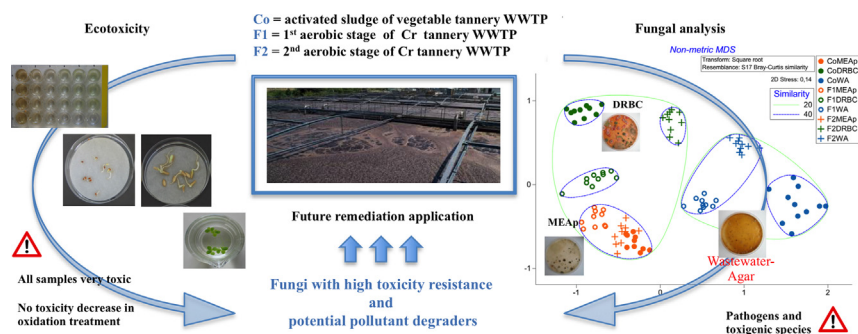 Ecotoxicity
Co = activated sludge of vegetable tannery WWTP
F1 = 1st aerobic stage of Cr tannery WWTP
F2 = 2nd aerobic stage of Cr tannery WWTP
Fungal analysis
Non-metric MDS
Transform: Square root
Resemblance: S17 Bray-Curtis similarity
2D Stress: 0,14
Similarity
20
40
CoMEAp
CoDRBC
CoWA
F1MEAp
F1DRBC
F1WA
F2MEAp
F2DRBC
F2WA
DRBC
MEAp
Wastewater-
Agar
1
0
-1
-1
0
1
2
All samples very toxic
No toxicity decrease in
oxidation treatment
Future remediation application
Fungi with high toxicity resistance
and
potential pollutant degraders
Pathogens and
toxigenic species